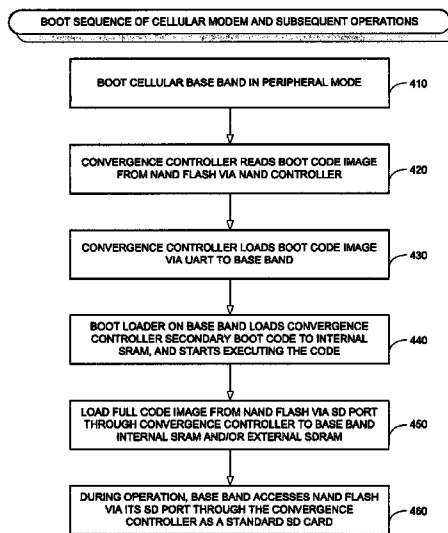 BOOT SEQUENCE OF CELLULAR MODEM AND SUBSEQUENT OPERATIONS
BOOT CELLULAR BASE BAND IN PERIPHERAL MODE
410
CONVERGENCE CONTROLLER READS BOOT CODE IMAGE
FROM NAND FLASH VIA NAND CONTROLLER
420
CONVERGENCE CONTROLLER LOADS BOOT CODE IMAGE
VIA UART TO BASE BAND
430
BOOT LOADER ON BASE BAND LOADS CONVERGENCE
CONTROLLER SECONDARY BOOT CODE TO INTERNAL
SRAM, AND STARTS EXECUTING THE CODE
440
LOAD FULL CODE IMAGE FROM NAND FLASH VIA SD PORT
THROUGH CONVERGENCE CONTROLLER TO BASE BAND
INTERNAL SRAM AND/OR EXTERNAL SDRAM
450
DURING OPERATION, BASE BAND ACCESSES NAND FLASH
VIA ITS SD PORT THROUGH THE CONVERGENCE
CONTROLLER AS A STANDARD SD CARD
460